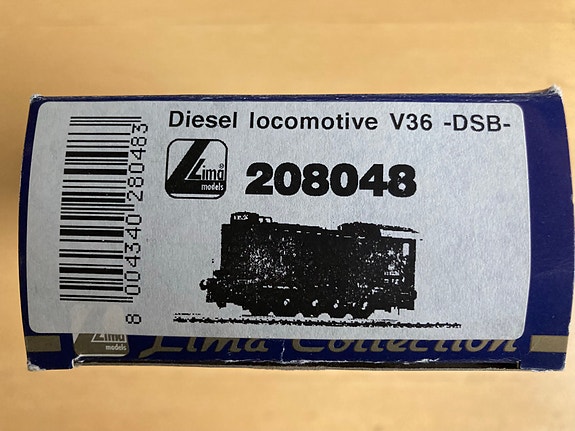 Diesel locomotive V36 -DSB-
Lima®
models
208048
8 004340 280483
Lima
models
Lima Collection